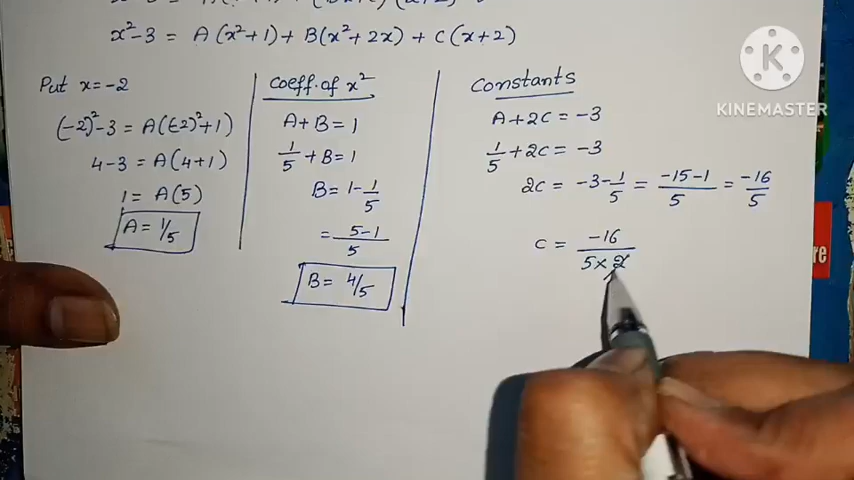 x²-3 = A(x²+1) + B(x²+2x) + C(x+2)
Put x=-2
(-2)²-3 = A((-2)²+1)
4-3 = A(4+1)
1 = A(5)
A = 1/5
Coeff. of x²
A+B=1
1/5 + B = 1
B = 1 - 1/5
= 5-1/5
B = 4/5
Constants
A+2C = -3
1/5 + 2C = -3
2C = -3 - 1/5 = -15-1/5 = -16/5
C = -16/5×2
K
KINEMASTER